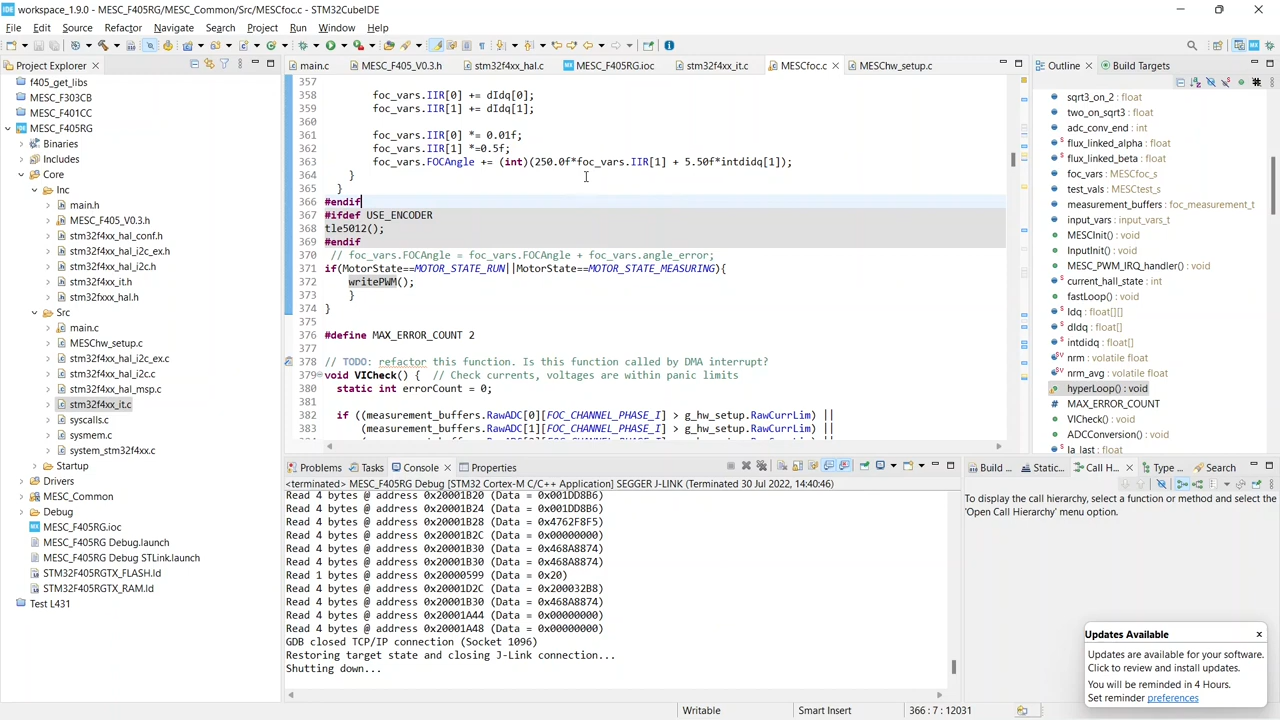 workspace_1.9.0 - MESC_F405RG/MESC_Common/Src/MESCfoc.c - STM32CubeIDE
File Edit Source Refactor Navigate Search Project Run Window Help
Project Explorer
f405_get_libs
MESC_F303CB
MESC_F401CC
MESC_F405RG
Binaries
Includes
Core
Inc
main.h
MESC_F405_V0.3.h
stm32f4xx_hal_conf.h
stm32f4xx_hal_i2c_ex.h
stm32f4xx_hal_i2c.h
stm32f4xx_it.h
stm32fxxx_hal.h
Src
main.c
MESChw_setup.c
stm32f4xx_hal_i2c_ex.c
stm32f4xx_hal_i2c.c
stm32f4xx_hal_msp.c
stm32f4xx_it.c
syscalls.c
sysmem.c
system_stm32f4xx.c
Startup
Drivers
MESC_Common
Debug
MESC_F405RG.ioc
MESC_F405RG Debug.launch
MESC_F405RG Debug STLink.launch
STM32F405RGTX_FLASH.ld
STM32F405RGTX_RAM.ld
Test L431
main.c MESC_F405_V0.3.h stm32f4xx_hal.c MESC_F405RG.ioc stm32f4xx_it.c MESCfoc.c MESChw_setup.c
357
358 foc_vars.IIR[0] += dIdq[0];
359 foc_vars.IIR[1] += dIdq[1];
360
361 foc_vars.IIR[0] *= 0.01f;
362 foc_vars.IIR[1] *=0.5f;
363 foc_vars.FOCAngle += (int)(250.0f*foc_vars.IIR[1] + 5.50f*intdidq[1]);
364 }
365 }
366 #endif
367 #ifdef USE_ENCODER
368 tle5012();
369 #endif
370 // foc_vars.FOCAngle = foc_vars.FOCAngle + foc_vars.angle_error;
371 if(MotorState==MOTOR_STATE_RUN||MotorState==MOTOR_STATE_MEASURING){
372 writePWM();
373 }
374 }
375
376 #define MAX_ERROR_COUNT 2
377
378 // TODO: refactor this function. Is this function called by DMA interrupt?
379 void VICheck() { // Check currents, voltages are within panic limits
380 static int errorCount = 0;
381
382 if ((measurement_buffers.RawADC[0][FOC_CHANNEL_PHASE_I] > g_hw_setup.RawCurrLim) ||
383 (measurement_buffers.RawADC[1][FOC_CHANNEL_PHASE_I] > g_hw_setup.RawCurrLim) ||
Outline Build Targets
sqrt3_on_2 : float
two_on_sqrt3 : float
adc_conv_end : int
flux_linked_alpha : float
flux_linked_beta : float
foc_vars : MESCfoc_s
test_vals : MESCtest_s
measurement_buffers : foc_measurement_t
input_vars : input_vars_t
MESCInit() : void
InputInit() : void
MESC_PWM_IRQ_handler() : void
current_hall_state : int
fastLoop() : void
Idq : float[][]
dIdq : float[]
intdidq : float[]
nrm : volatile float
nrm_avg : volatile float
hyperLoop() : void
MAX_ERROR_COUNT
VICheck() : void
ADCConversion() : void
Ia_last : float
Problems Tasks Console Properties
<terminated> MESC_F405RG Debug [STM32 Cortex-M C/C++ Application] SEGGER J-LINK (Terminated 30 Jul 2022, 14:40:46)
Read 4 bytes @ address 0x20001B20 (Data = 0x001DD8B6)
Read 4 bytes @ address 0x20001B24 (Data = 0x001DD8B6)
Read 4 bytes @ address 0x20001B28 (Data = 0x4762F8F5)
Read 4 bytes @ address 0x20001B2C (Data = 0x00000000)
Read 4 bytes @ address 0x20001B30 (Data = 0x468A8874)
Read 4 bytes @ address 0x20001B30 (Data = 0x468A8874)
Read 1 bytes @ address 0x20000599 (Data = 0x20)
Read 4 bytes @ address 0x20001D2C (Data = 0x200032B8)
Read 4 bytes @ address 0x20001B30 (Data = 0x468A8874)
Read 4 bytes @ address 0x20001A44 (Data = 0x00000000)
Read 4 bytes @ address 0x20001A48 (Data = 0x00000000)
GDB closed TCP/IP connection (Socket 1096)
Restoring target state and closing J-Link connection...
Shutting down...
Build ... Static... Call H... Type ... Search
To display the call hierarchy, select a function or method and select the
'Open Call Hierarchy' menu option.
Updates Available
Updates are available for your software.
Click to review and install updates.
You will be reminded in 4 Hours.
Set reminder preferences
Writable Smart Insert 366 : 7 : 12031